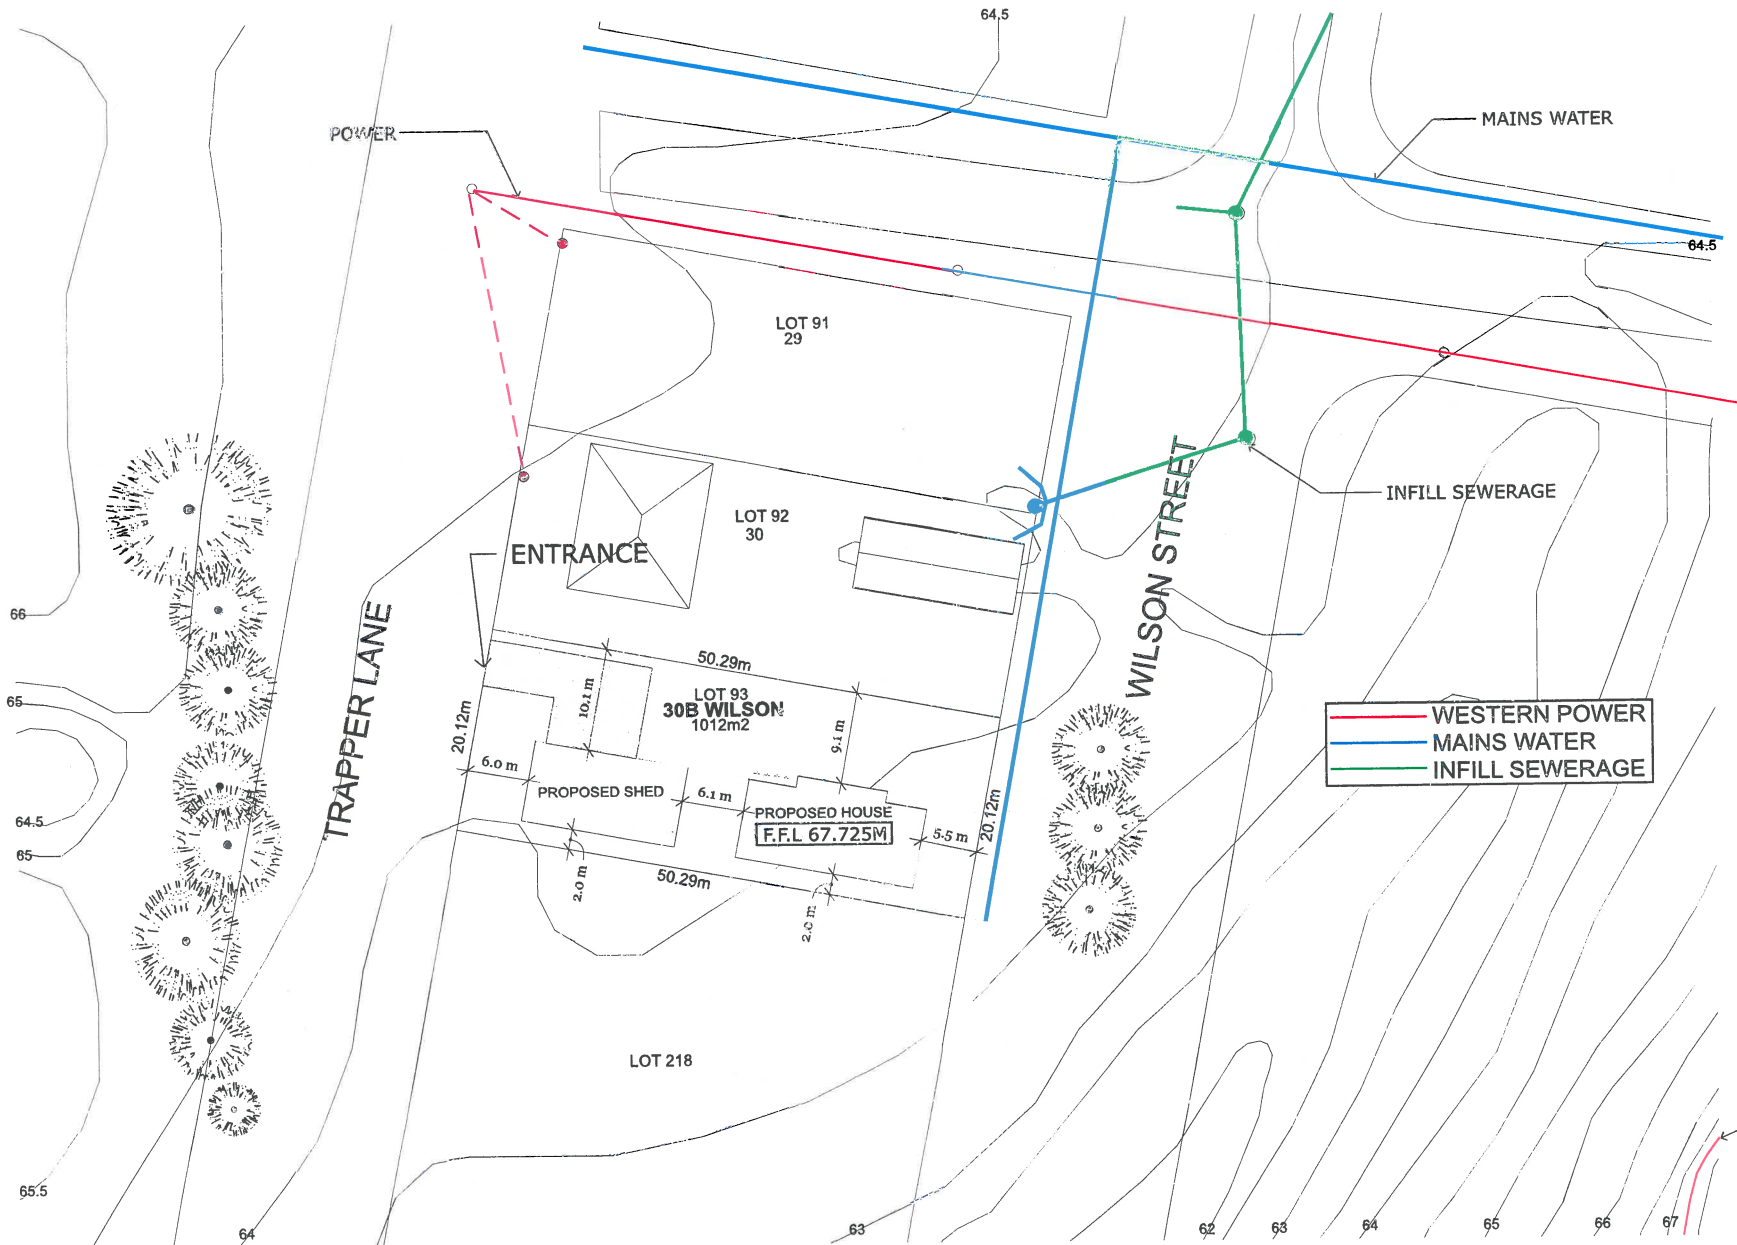 64.5
POWER
MAINS WATER
64.5
LOT 91
29
LOT 92
30
ENTRANCE
INFILL SEWERAGE
WILSON STREET
TRAPPER LANE
66
65
64.5
65
65.5
50.29m
LOT 93
30B WILSON
1012m2
10.1 m
9.1 m
20.12m
6.0 m
PROPOSED SHED
6.1 m
PROPOSED HOUSE
F.F.L 67.725M
5.5 m
20.12m
2.0 m
50.29m
2.0 m
WESTERN POWER
MAINS WATER
INFILL SEWERAGE
LOT 218
64
63
62
63
64
65
66
67